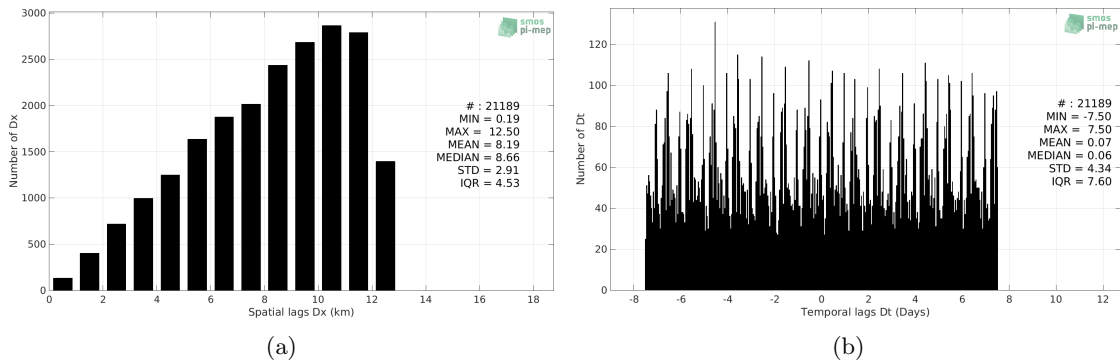 3000
2500
2000
1500
1000
500
0
Number of Dx
0 2 4 6 8 10 12 14 16 18
Spatial lags Dx (km)
smos
pi-mep
# : 21189
MIN = 0.19
MAX = 12.50
MEAN = 8.19
MEDIAN = 8.66
STD = 2.91
IQR = 4.53
(a)
120
100
80
60
40
20
0
Number of Dt
-8 -6 -4 -2 0 2 4 6 8 10 12
Temporal lags Dt (Days)
smos
pi-mep
# : 21189
MIN = -7.50
MAX = 7.50
MEAN = 0.07
MEDIAN = 0.06
STD = 4.34
IQR = 7.60
(b)